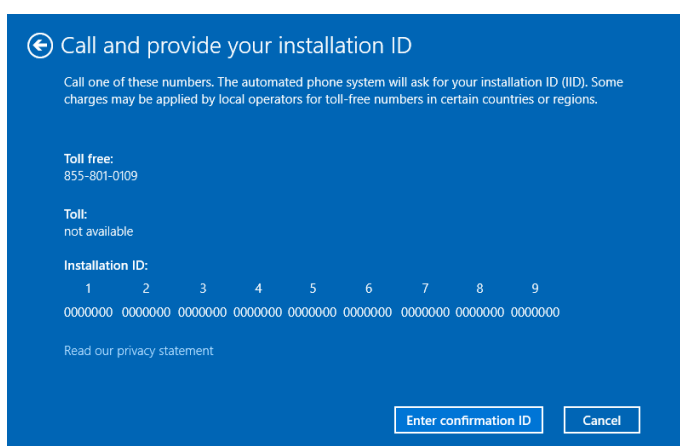 Call and provide your installation ID
Call one of these numbers. The automated phone system will ask for your installation ID (IID). Some
charges may be applied by local operators for toll-free numbers in certain countries or regions.
Toll free:
855-801-0109
Toll:
not available
Installation ID:
1 2 3 4 5 6 7 8 9
0000000 0000000 0000000 0000000 0000000 0000000 0000000 0000000 0000000
Read our privacy statement
Enter confirmation ID Cancel